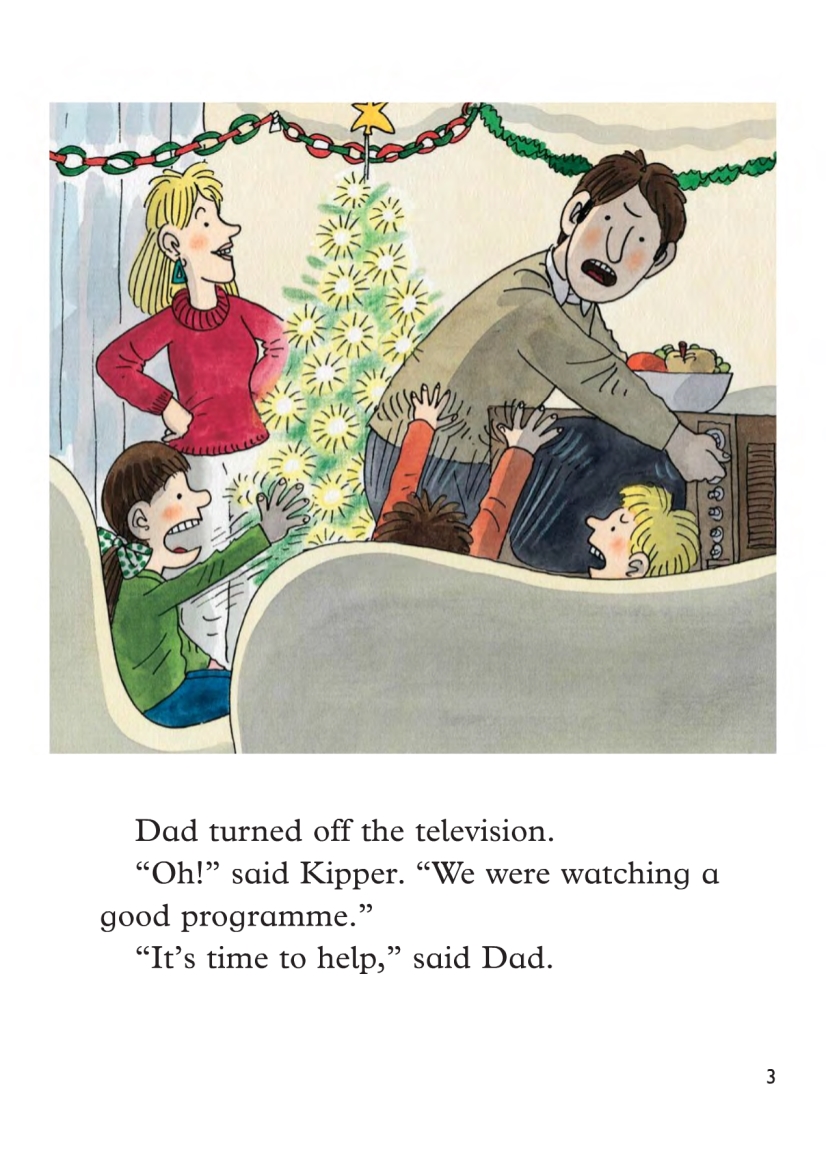 Dad turned off the television.
“Oh!” said Kipper. “We were watching a
good programme.”
“It’s time to help,” said Dad.
3